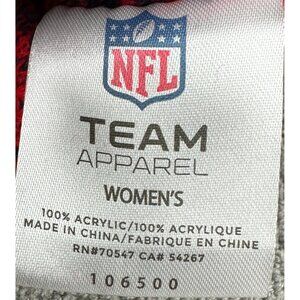 NFL
TEAM
APPAREL
WOMEN'S
100% ACRYLIC/100% ACRYLIQUE
MADE IN CHINA/FABRIQUE EN CHINE
RN#70547 CA# 54267
106500